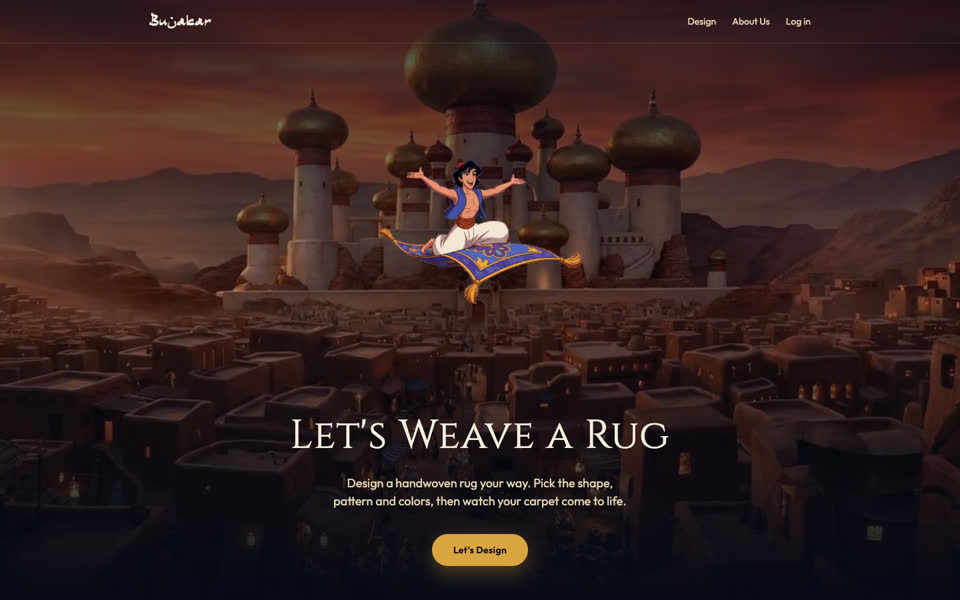 Bujakar
Design
About Us
Log in
Let's Weave a Rug
Design a handwoven rug your way. Pick the shape,
pattern and colors, then watch your carpet come to life.
Let's Design